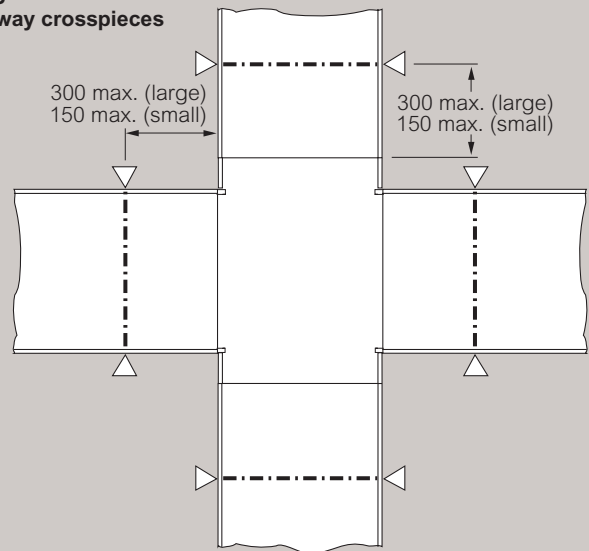 way crosspieces
300 max. (large)
150 max. (small)
300 max. (large)
150 max. (small)